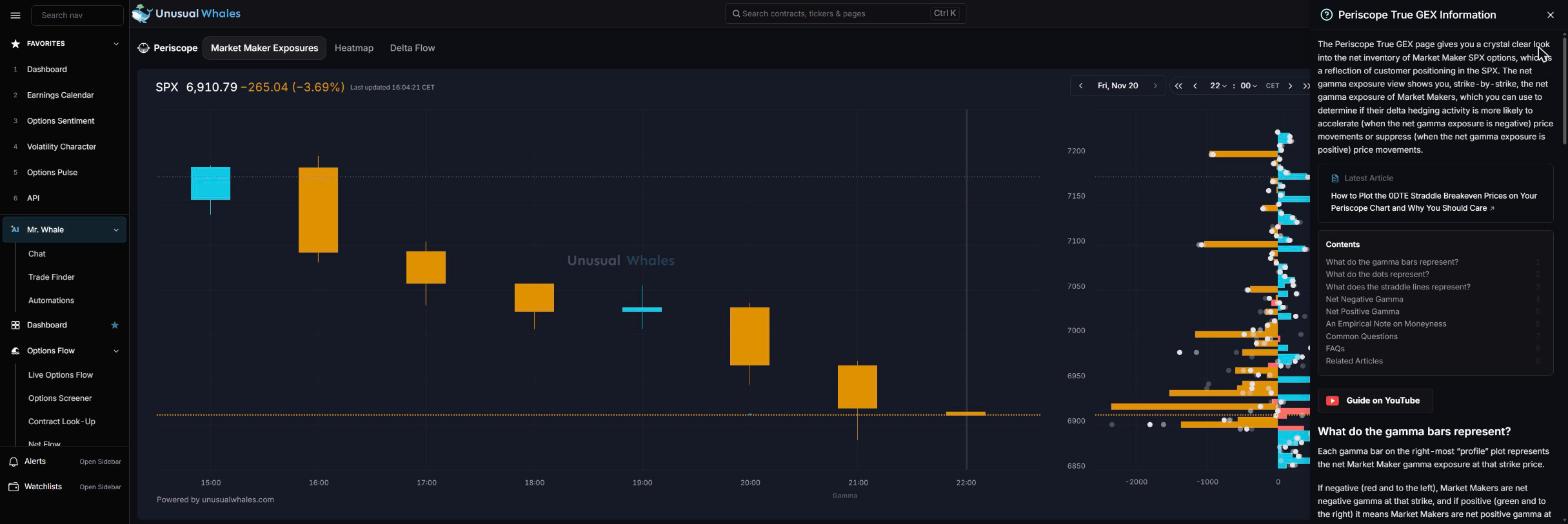 Search nav
FAVORITES
1 Dashboard
2 Earnings Calendar
3 Options Sentiment
4 Volatility Character
5 Options Pulse
6 API
AI Mr. Whale
Chat
Trade Finder
Automations
Dashboard
Options Flow
Live Options Flow
Options Screener
Contract Look-Up
Net Flow
Alerts Open Sidebar
Watchlists Open Sidebar
Unusual Whales
Search contracts, tickers & pages Ctrl K
Periscope Market Maker Exposures Heatmap Delta Flow
SPX 6,910.79 −265.04 (−3.69%) Last updated 16:04:21 CET
Fri, Nov 20 22 : 00 CET
Unusual Whales
7200
7150
7100
7050
7000
6950
6900
6850
15:00 16:00 17:00 18:00 19:00 20:00 21:00 22:00
-2000 -1000 0
Gamma
Powered by unusualwhales.com
Periscope True GEX Information
The Periscope True GEX page gives you a crystal clear look
into the net inventory of Market Maker SPX options, which is
a reflection of customer positioning in the SPX. The net
gamma exposure view shows you, strike-by-strike, the net
gamma exposure of Market Makers, which you can use to
determine if their delta hedging activity is more likely to
accelerate (when the net gamma exposure is negative) price
movements or suppress (when the net gamma exposure is
positive) price movements.
Latest Article
How to Plot the 0DTE Straddle Breakeven Prices on Your
Periscope Chart and Why You Should Care ↗
Contents
What do the gamma bars represent?
What do the dots represent?
What does the straddle lines represent?
Net Negative Gamma
Net Positive Gamma
An Empirical Note on Moneyness
Common Questions
FAQs
Related Articles
Guide on YouTube
What do the gamma bars represent?
Each gamma bar on the right-most “profile” plot represents
the net Market Maker gamma exposure at that strike price.
If negative (red and to the left), Market Makers are net
negative gamma at that strike, and if positive (green and to
the right) it means Market Makers are net positive gamma at